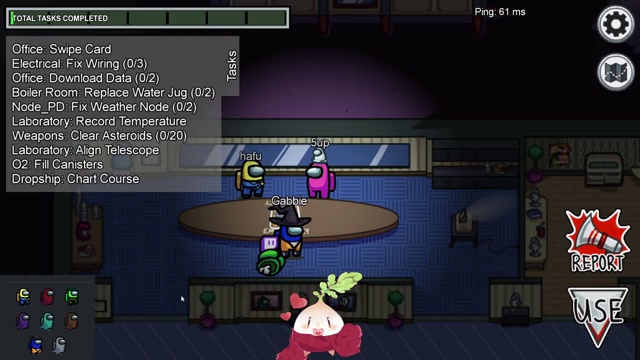 TOTAL TASKS COMPLETED
Ping: 61 ms
Office: Swipe Card
Electrical: Fix Wiring (0/3)
Office: Download Data (0/2)
Boiler Room: Replace Water Jug (0/2)
Node_PD: Fix Weather Node (0/2)
Laboratory: Record Temperature
Weapons: Clear Asteroids (0/20)
Laboratory: Align Telescope
O2: Fill Canisters
Dropship: Chart Course
Tasks
5up
hafu
Gabbie
REPORT
USE